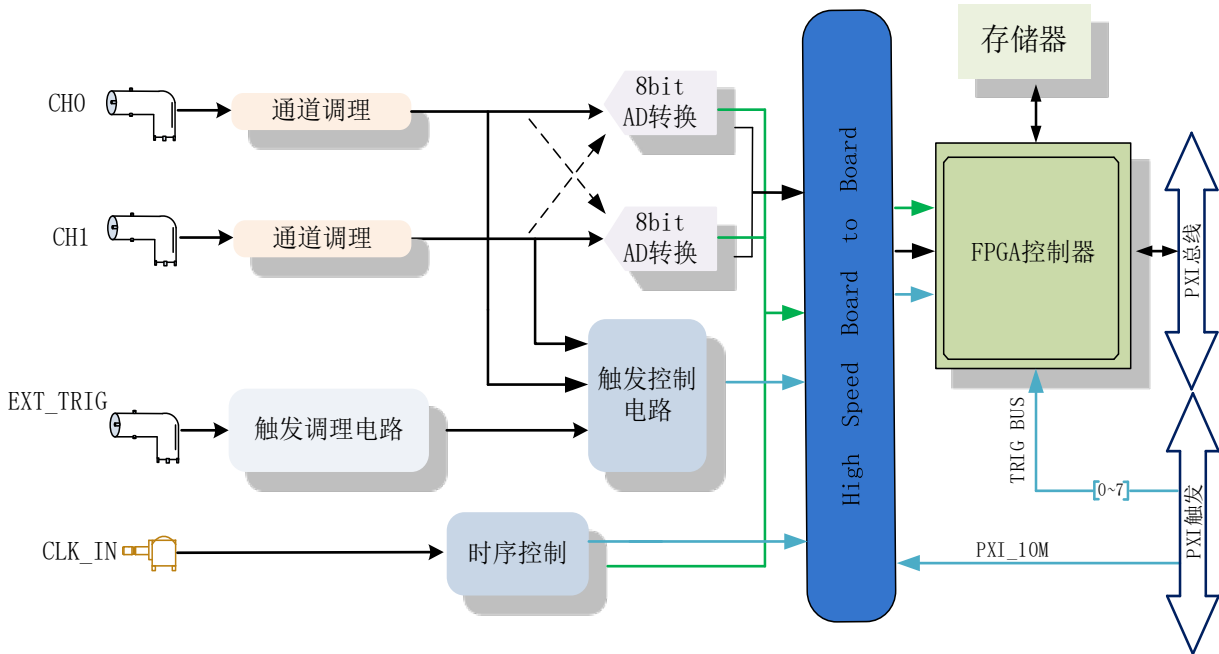 存储器
CH0
通道调理
8bit
AD转换
CH1
通道调理
8bit
AD转换
High Speed Board to Board
FPGA控制器
PXI总线
EXT_TRIG
触发调理电路
触发控制
电路
TRIG BUS
[0~7]
PXI触发
CLK_IN
时序控制
PXI_10M